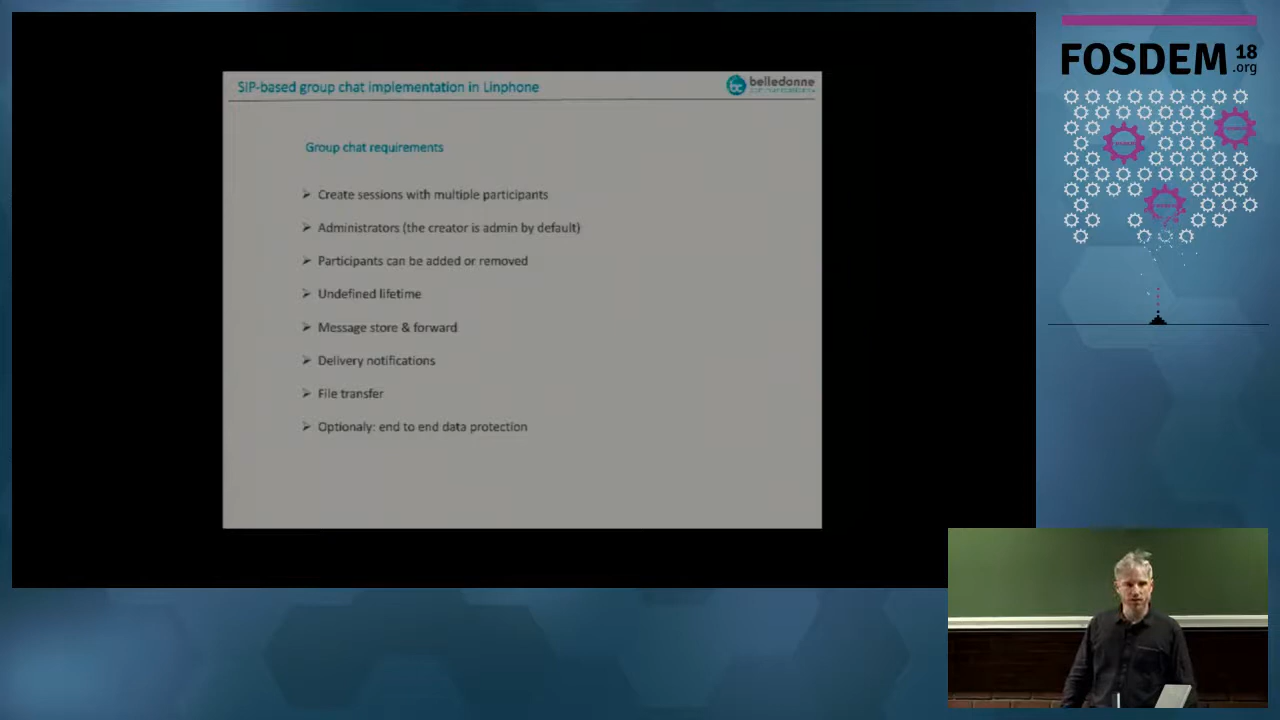 SIP-based group chat implementation in Linphone
belledonne
Group chat requirements
Create sessions with multiple participants
Administrators (the creator is admin by default)
Participants can be added or removed
Undefined lifetime
Message store & forward
Delivery notifications
File transfer
Optionaly: end to end data protection
FOSDEM 18
.org